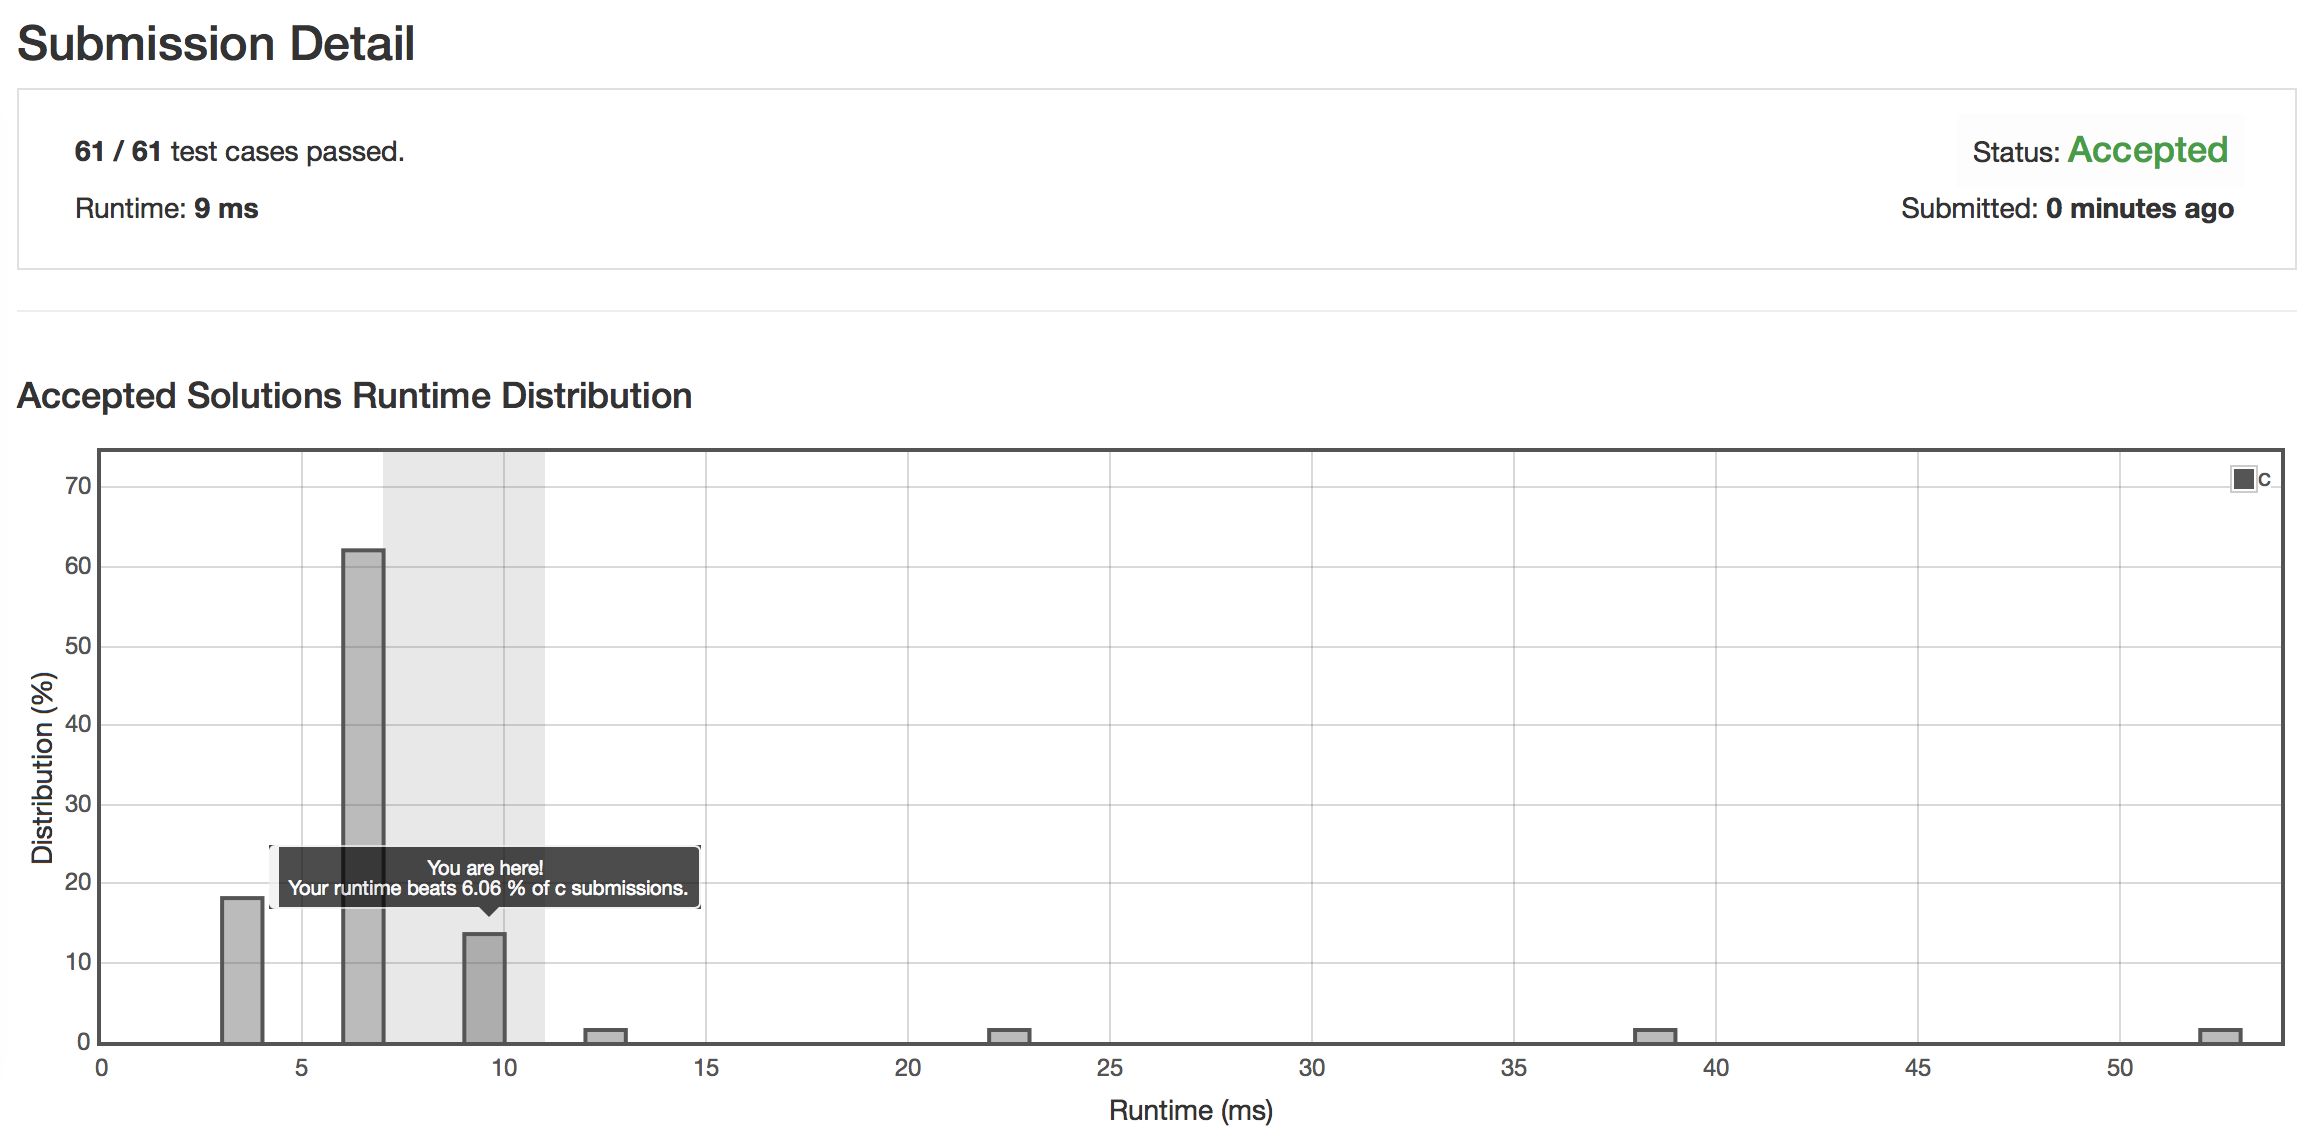 Submission Detail
61 / 61 test cases passed.
Status: Accepted
Runtime: 9 ms
Submitted: 0 minutes ago
Accepted Solutions Runtime Distribution
c
70
60
50
40
30
20
10
0
Distribution (%)
You are here!
Your runtime beats 6.06 % of c submissions.
0 5 10 15 20 25 30 35 40 45 50
Runtime (ms)